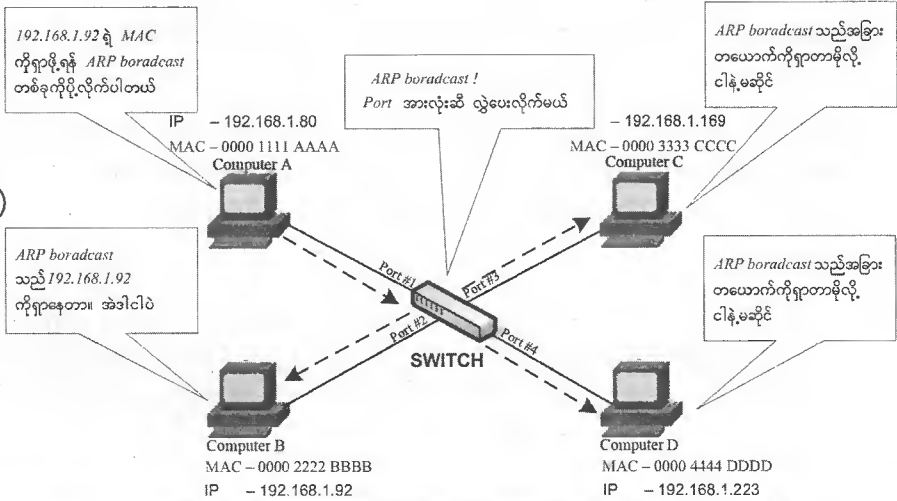 192.168.1.92 ရဲ့ MAC
ကိုရှာဖို့ရန် ARP boradcast
တစ်ခုကိုပို့လိုက်ပါတယ်
ARP boradcast !
Port အားလုံးဆီ လွှဲပေးလိုက်မယ်
ARP boradcast သည်အခြား
တယောက်ကိုရှာတာမိုလို့
ငါနဲ့မဆိုင်
IP – 192.168.1.80
MAC – 0000 1111 AAAA
Computer A
– 192.168.1.169
MAC – 0000 3333 CCCC
Computer C
ARP boradcast
သည် 192.168.1.92
ကိုရှာနေတာ။ အဲဒါငါပဲ
ARP boradcast သည်အခြား
တယောက်ကိုရှာတာမိုလို့
ငါနဲ့မဆိုင်
Port #1
Port #3
Port #2
Port #4
SWITCH
Computer B
MAC – 0000 2222 BBBB
IP – 192.168.1.92
Computer D
MAC – 0000 4444 DDDD
IP – 192.168.1.223